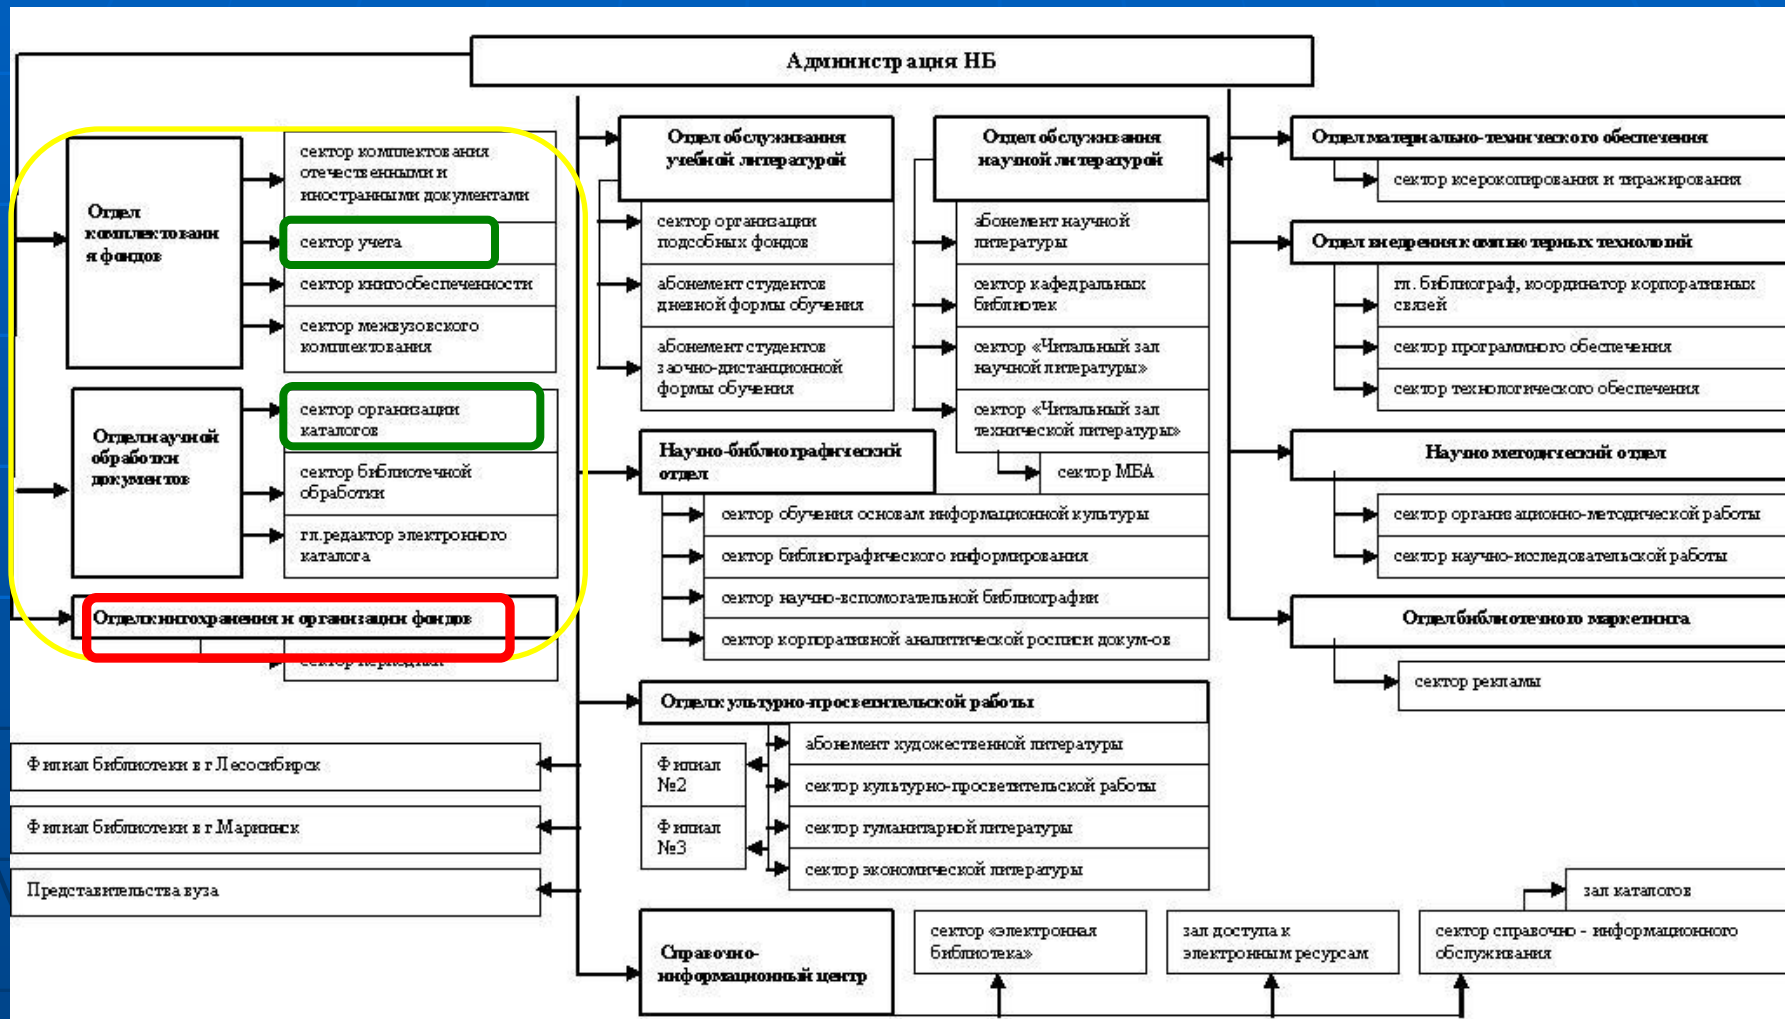 Администрация НБ
Отдел
комплектовани
я фондов
сектор комплектования
отечественными и
иностранными документами
сектор учета
сектор книгообеспеченности
сектор межвузовского
комплектования
Отдел научной
обработки
документов
сектор организации
каталогов
сектор библиотечной
обработки
гл.редактор электронного
каталога
Отдел книгохранения и организации фондов
сектор периодики
Филиал библиотеки в г Лесосибирск
Филиал библиотеки в г.Мариинск
Представительства вуза
Отдел обслуживания
учебной литературой
сектор организации
подсобных фондов
абонемент студентов
дневной формы обучения
абонемент студентов
заочно-дистанционной
формы обучения
Отдел обслуживания
научной литературой
абонемент научной
литературы
сектор кафедральных
библиотек
сектор «Читальный зал
научной литературы»
сектор «Читальный зал
технической литературы»
сектор МБА
Научно-библиографический
отдел
сектор обучения основам информационной культуры
сектор библиографического информирования
сектор научно-вспомогательной библиографии
сектор корпоративной аналитической росписи докум-ов
Отдел культурно-просветительской работы
абонемент художественной литературы
сектор культурно-просветительской работы
сектор гуманитарной литературы
сектор экономической литературы
Филиал
№2
Филиал
№3
Справочно-
информационный центр
сектор «электронная
библиотека»
зал доступа к
электронным ресурсам
сектор справочно - информационного
обслуживания
зал каталогов
Отдел материально-технического обеспечения
сектор ксерокопирования и тиражирования
Отдел внедрения компьютерных технологий
гл. библиограф, координатор корпоративных
связей
сектор программного обеспечения
сектор технологического обеспечения
Научно методический отдел
сектор организационно-методической работы
сектор научно-исследовательской работы
Отдел библиотечного маркетинга
сектор рекламы